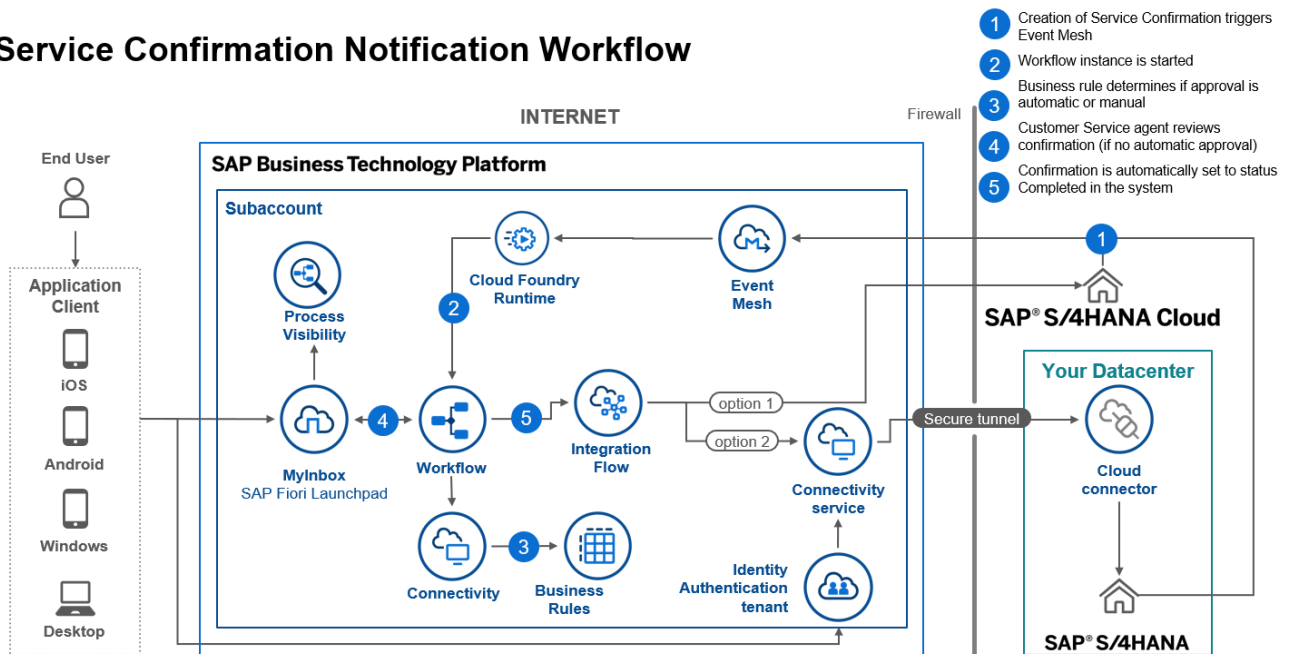 Service Confirmation Notification Workflow
1
Creation of Service Confirmation triggers
Event Mesh
2
Workflow instance is started
3
Business rule determines if approval is
automatic or manual
4
Customer Service agent reviews
confirmation (if no automatic approval)
5
Confirmation is automatically set to status
Completed in the system
INTERNET
Firewall
End User
Application
Client
iOS
Android
Windows
Desktop
SAP Business Technology Platform
Subaccount
Process
Visibility
Cloud Foundry
Runtime
Event
Mesh
1
2
SAP® S/4HANA Cloud
MyInbox
SAP Fiori Launchpad
4
Workflow
5
Integration
Flow
option 1
option 2
Connectivity
service
Secure tunnel
Your Datacenter
Cloud
connector
Connectivity
3
Business
Rules
Identity
Authentication
tenant
SAP® S/4HANA